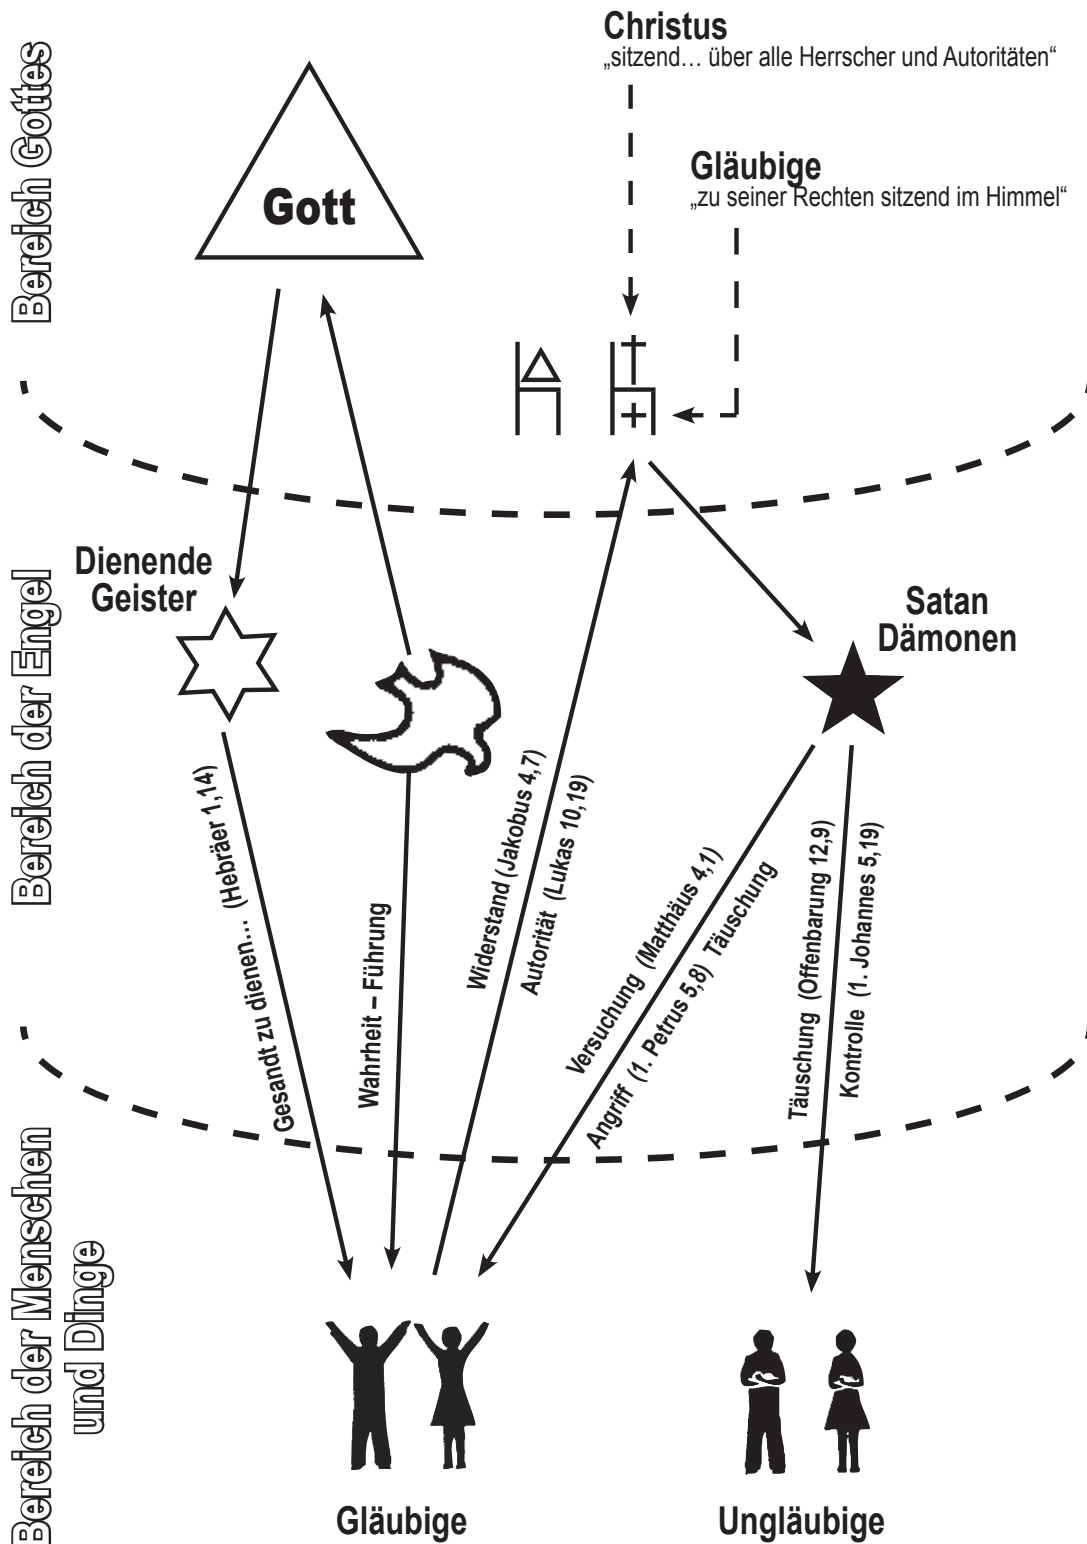 Christus
„sitzend… über alle Herrscher und Autoritäten“
Gläubige
„zu seiner Rechten sitzend im Himmel“
Bereich Gottes
Gott
Dienende
Geister
Satan
Dämonen
Bereich der Engel
Gesandt zu dienen… (Hebräer 1,14)
Wahrheit – Führung
Widerstand (Jakobus 4,7)
Autorität (Lukas 10,19)
Versuchung (Matthäus 4,1)
Angriff (1. Petrus 5,8) Täuschung
Täuschung (Offenbarung 12,9)
Kontrolle (1. Johannes 5,19)
Bereich der Menschen
und Dinge
Gläubige
Ungläubige